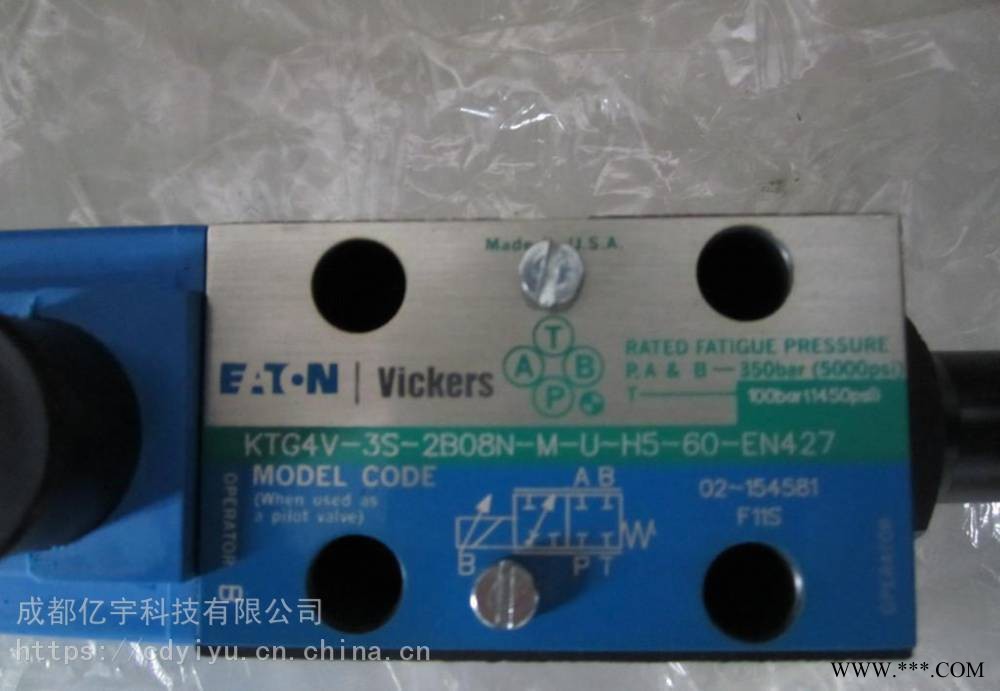 Made U.S.A.
T
A B
P
EATON | Vickers
RATED FATIGUE PRESSURE
P,A & B — 350bar (5000psi)
T — 100bar (1450psi)
KTG4V-3S-2B08N-M-U-H5-60-EN427
MODEL CODE
(When used as
a pilot valve)
OPERATOR B
A B
B
P T
02-154581
F11S
OPERATOR
成都亿宇科技有限公司
https://cdyiyu.cn.china.cn
WWW.***.COM